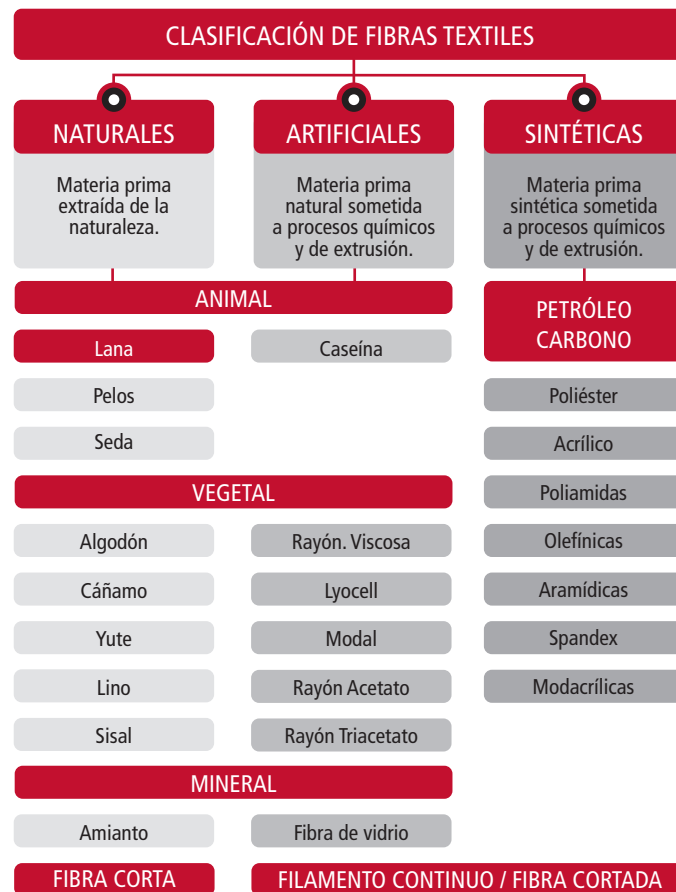 CLASIFICACIÓN DE FIBRAS TEXTILES
NATURALES
Materia prima
extraída de la
naturaleza.
ARTIFICIALES
Materia prima
natural sometida
a procesos químicos
y de extrusión.
SINTÉTICAS
Materia prima
sintética sometida
a procesos químicos
y de extrusión.
ANIMAL
Lana
Caseína
Pelos
Seda
VEGETAL
Algodón
Rayón. Viscosa
Cáñamo
Lyocell
Yute
Modal
Lino
Rayón Acetato
Sisal
Rayón Triacetato
MINERAL
Amianto
Fibra de vidrio
PETRÓLEO
CARBONO
Poliéster
Acrílico
Poliamidas
Olefínicas
Aramídicas
Spandex
Modacrílicas
FIBRA CORTA
FILAMENTO CONTINUO / FIBRA CORTADA